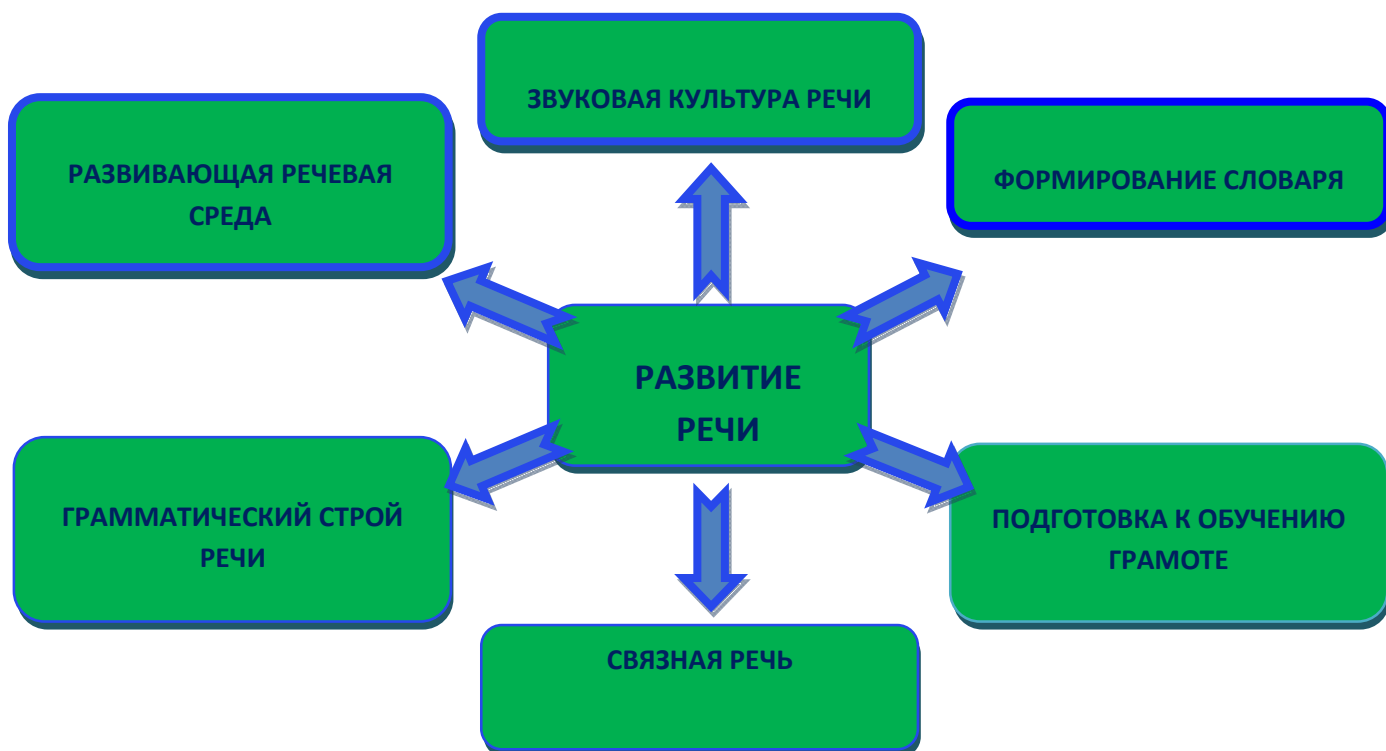 ЗВУКОВАЯ КУЛЬТУРА РЕЧИ
РАЗВИВАЮЩАЯ РЕЧЕВАЯ
СРЕДА
ФОРМИРОВАНИЕ СЛОВАРЯ
РАЗВИТИЕ
РЕЧИ
ГРАММАТИЧЕСКИЙ СТРОЙ
РЕЧИ
ПОДГОТОВКА К ОБУЧЕНИЮ
ГРАМОТЕ
СВЯЗНАЯ РЕЧЬ